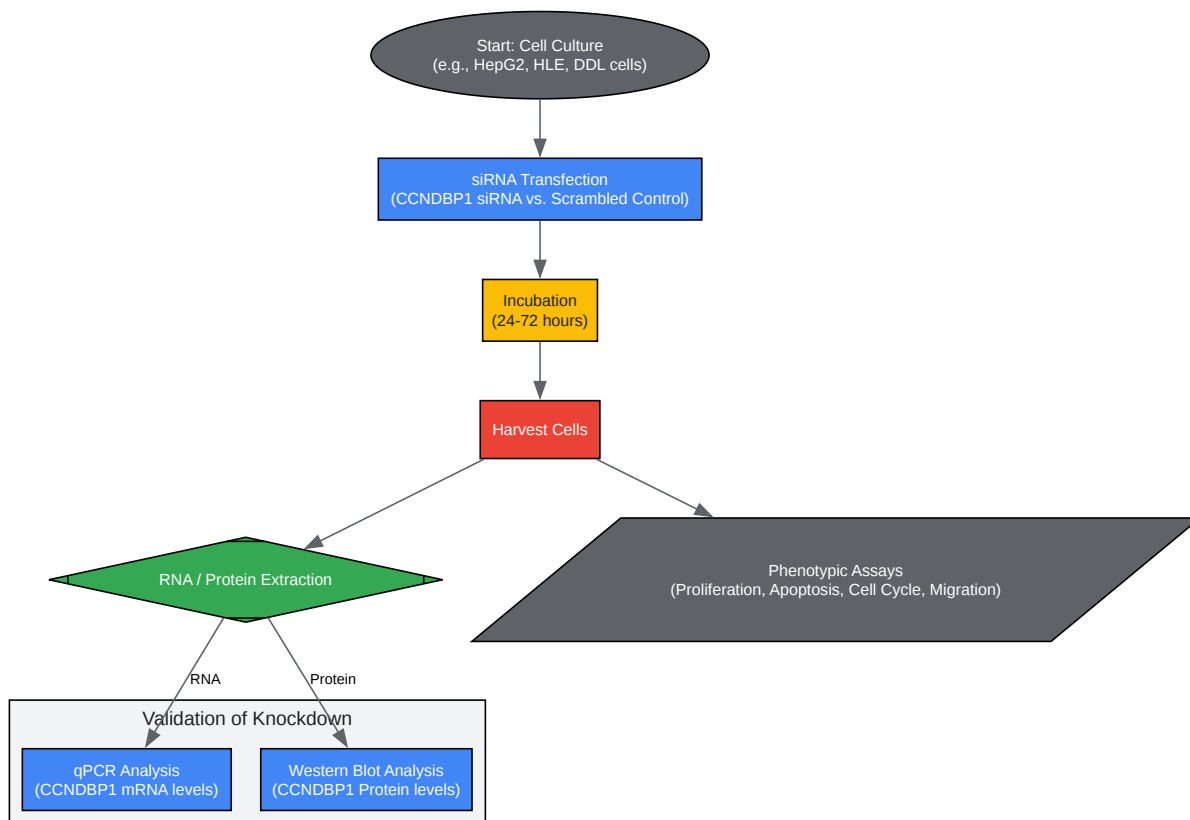 Start: Cell Culture
(e.g., HepG2, HLE, DDL cells)
siRNA Transfection
(CCNDBP1 siRNA vs. Scrambled Control)
Incubation
(24-72 hours)
Harvest Cells
RNA / Protein Extraction
Phenotypic Assays
(Proliferation, Apoptosis, Cell Cycle, Migration)
RNA
Protein
Validation of Knockdown
qPCR Analysis
(CCNDBP1 mRNA levels)
Western Blot Analysis
(CCNDBP1 Protein levels)